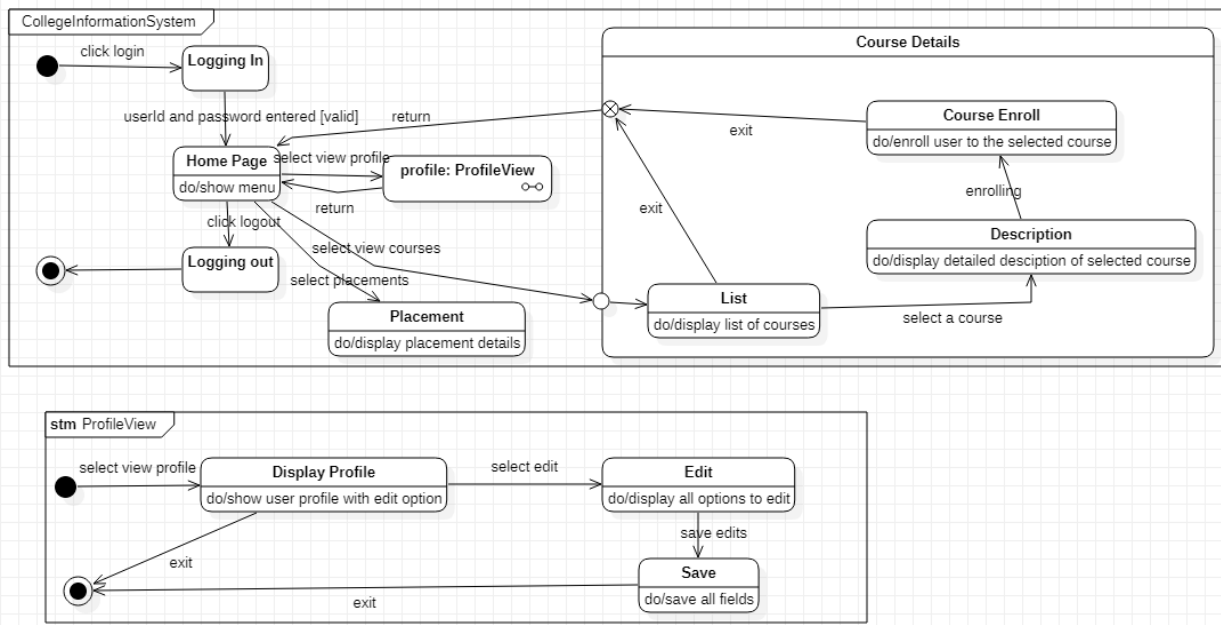 CollegeInformationSystem
click login
Logging In
Course Details
userId and password entered [valid]
return
exit
Course Enroll
do/enroll user to the selected course
Home Page
do/show menu
select view profile
profile: ProfileView
return
enrolling
exit
click logout
Logging out
select view courses
Description
do/display detailed desciption of selected course
select placements
Placement
do/display placement details
List
do/display list of courses
select a course
stm ProfileView
select view profile
Display Profile
do/show user profile with edit option
select edit
Edit
do/display all options to edit
save edits
exit
Save
do/save all fields
exit